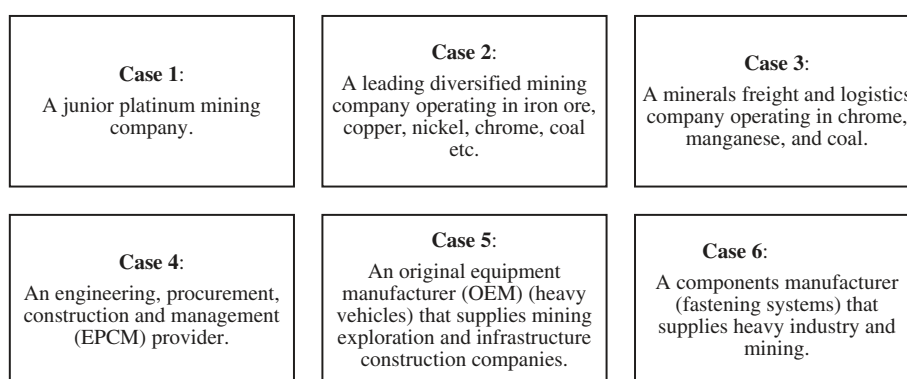 Case 1:
A junior platinum mining
company.
Case 2:
A leading diversified mining
company operating in iron ore,
copper, nickel, chrome, coal
etc.
Case 3:
A minerals freight and logistics
company operating in chrome,
manganese, and coal.
Case 4:
An engineering, procurement,
construction and management
(EPCM) provider.
Case 5:
An original equipment
manufacturer (OEM) (heavy
vehicles) that supplies mining
exploration and infrastructure
construction companies.
Case 6:
A components manufacturer
(fastening systems) that
supplies heavy industry and
mining.